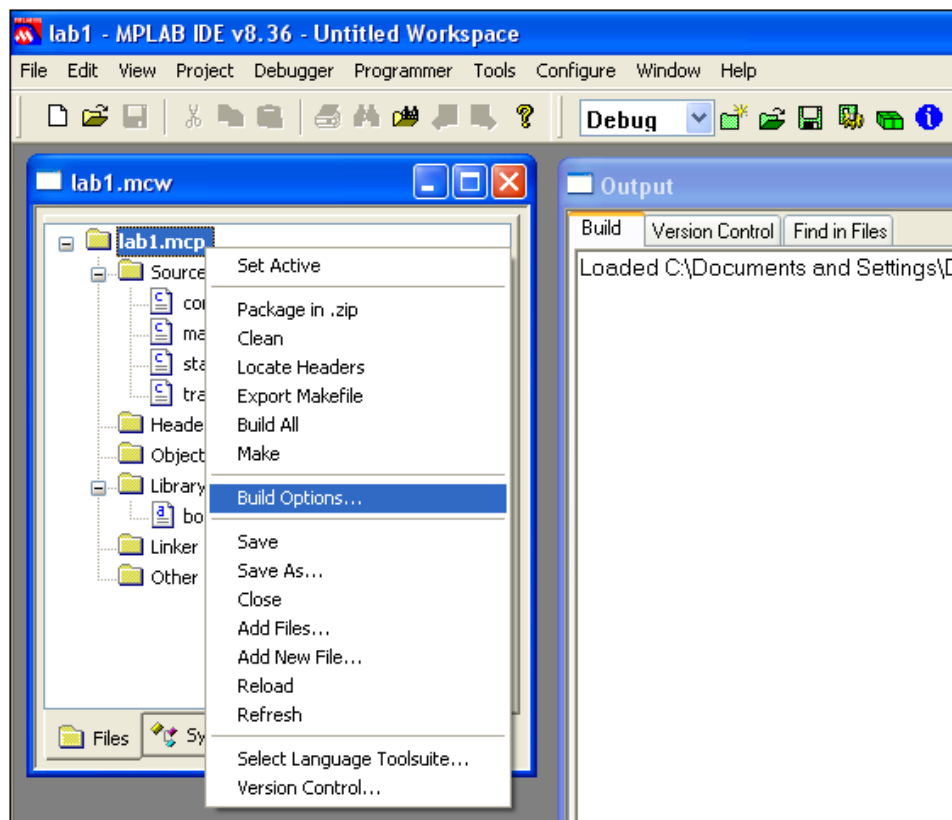 lab1 - MPLAB IDE v8.36 - Untitled Workspace
File Edit View Project Debugger Programmer Tools Configure Window Help
Debug
lab1.mcw
Output
Build Version Control Find in Files
Loaded C:\Documents and Settings\
lab1.mcp
Source
Header
Object
Library
Linker
Other
Set Active
Package in .zip
Clean
Locate Headers
Export Makefile
Build All
Make
Build Options...
Save
Save As...
Close
Add Files...
Add New File...
Reload
Refresh
Select Language Toolsuite...
Version Control...
Files